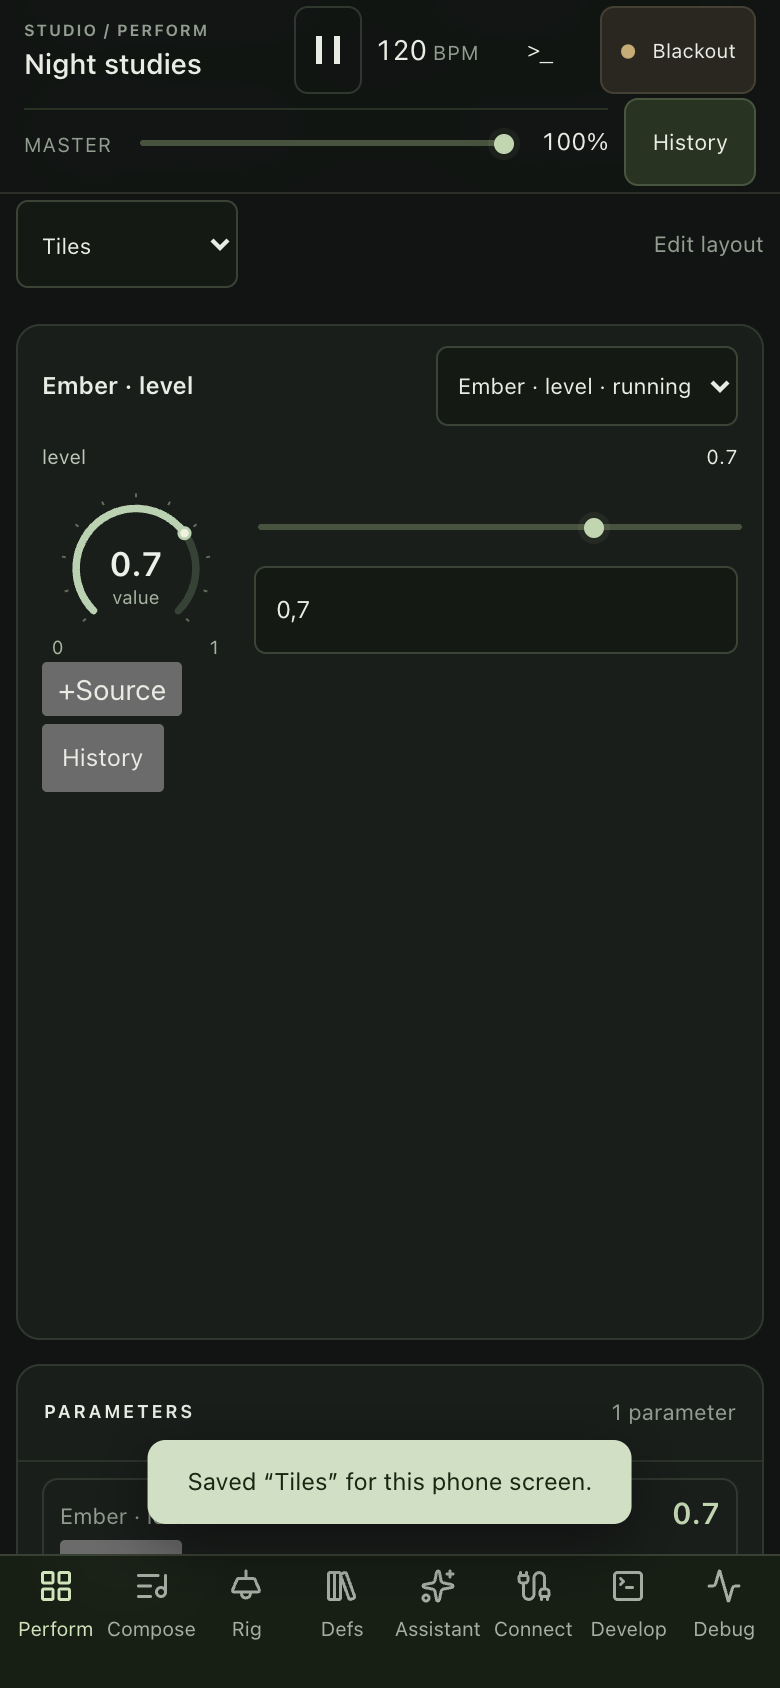 STUDIO / PERFORM
Night studies
120 BPM
>_
Blackout
MASTER
100%
History
Tiles
Edit layout
Ember · level
Ember · level · running
level
0.7
0.7
value
0
1
0,7
+Source
History
PARAMETERS
1 parameter
Saved “Tiles” for this phone screen.
Ember ·
0.7
Perform
Compose
Rig
Defs
Assistant
Connect
Develop
Debug